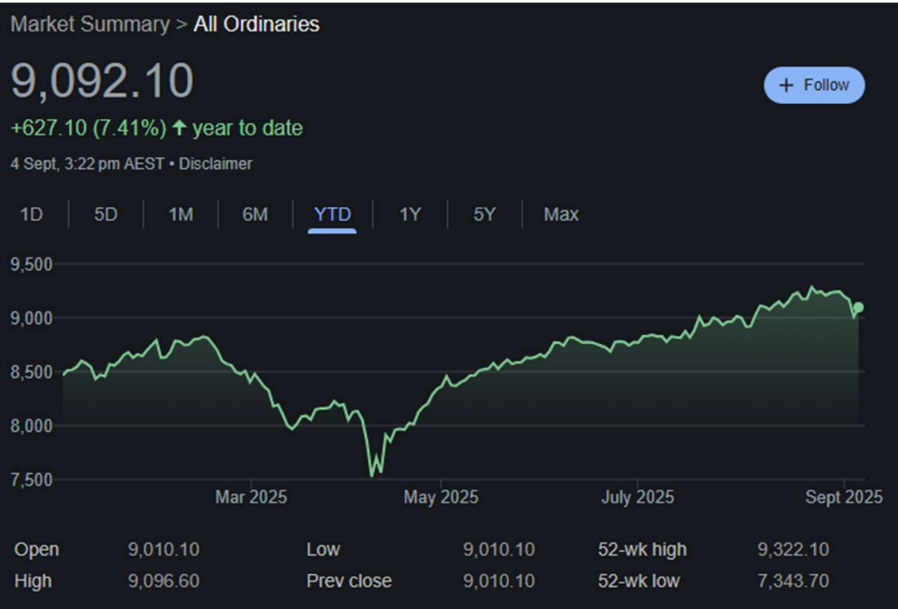 Market Summary > All Ordinaries
9,092.10
+ Follow
+627.10 (7.41%) ↑ year to date
4 Sept, 3:22 pm AEST • Disclaimer
1D 5D 1M 6M YTD 1Y 5Y Max
9,500
9,000
8,500
8,000
7,500
Mar 2025 May 2025 July 2025 Sept 2025
Open 9,010.10 Low 9,010.10 52-wk high 9,322.10
High 9,096.60 Prev close 9,010.10 52-wk low 7,343.70